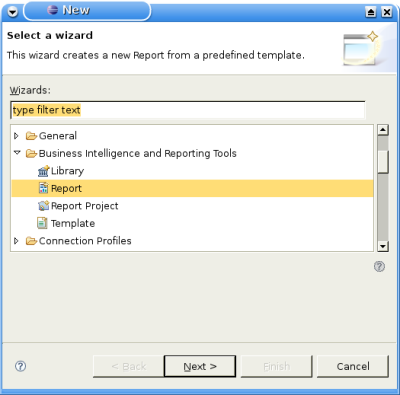 New
Select a wizard
This wizard creates a new Report from a predefined template.
Wizards:
type filter text
General
Business Intelligence and Reporting Tools
Library
Report
Report Project
Template
Connection Profiles
?
? < Back Next > Finish Cancel